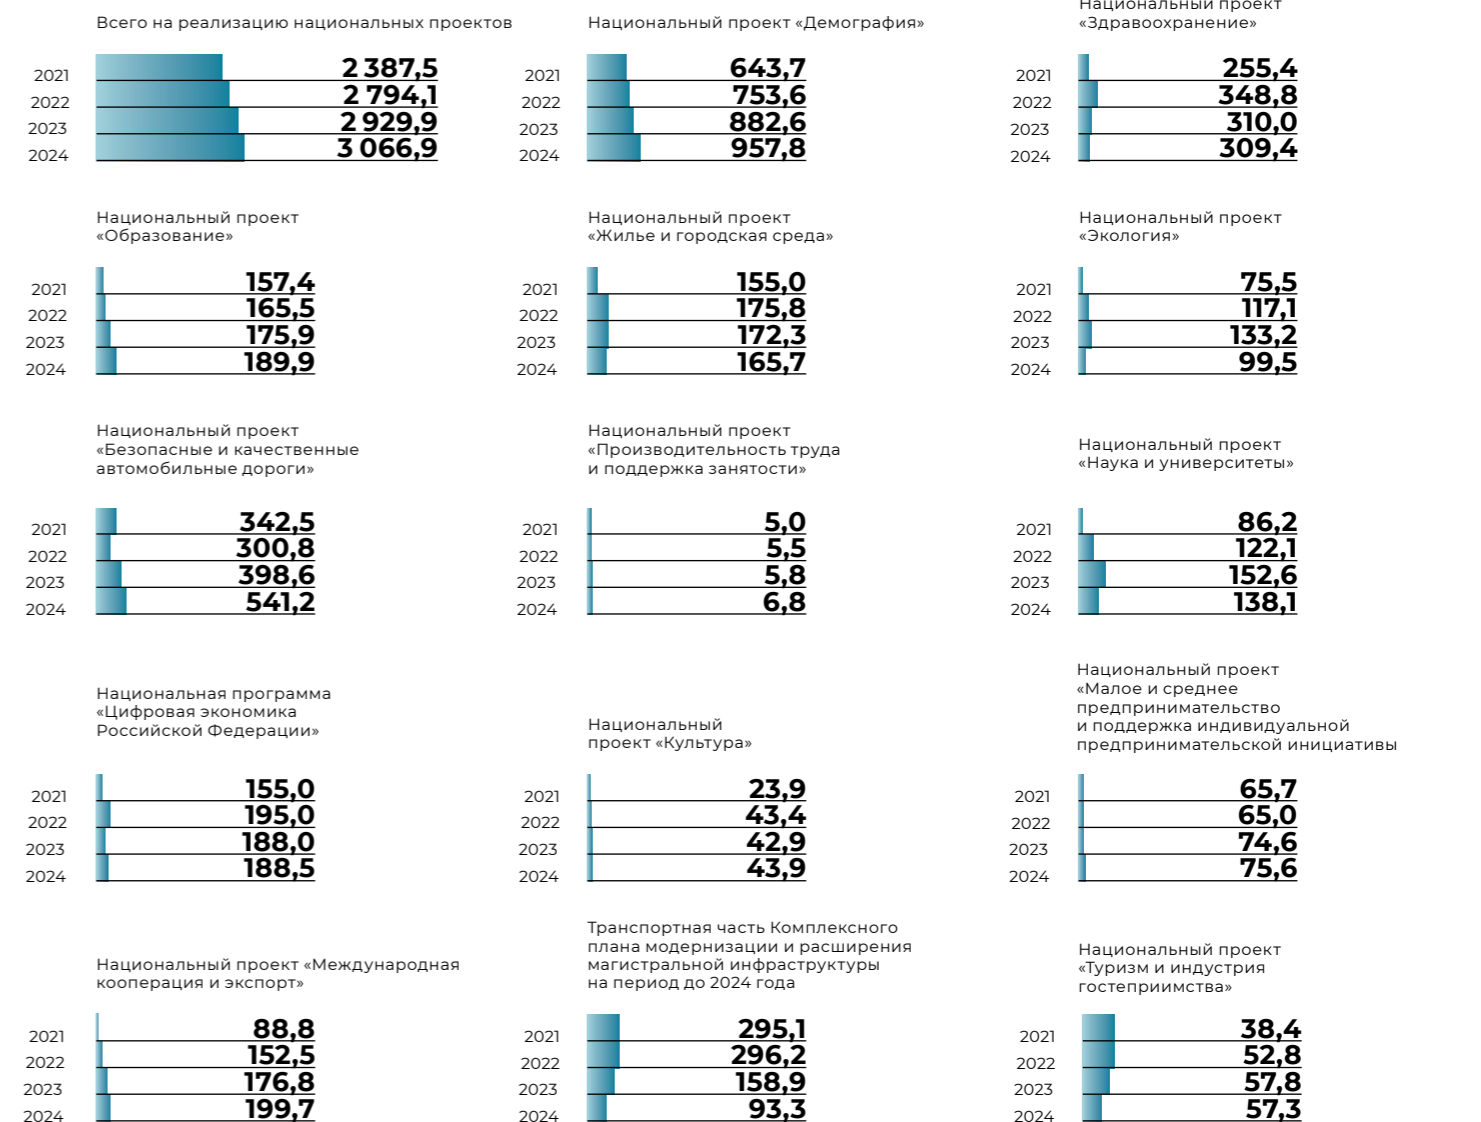 Всего на реализацию национальных проектов
2021 2 387,5
2022 2 794,1
2023 2 929,9
2024 3 066,9
Национальный проект «Демография»
2021 643,7
2022 753,6
2023 882,6
2024 957,8
Национальный проект
«Здравоохранение»
2021 255,4
2022 348,8
2023 310,0
2024 309,4
Национальный проект
«Образование»
2021 157,4
2022 165,5
2023 175,9
2024 189,9
Национальный проект
«Жилье и городская среда»
2021 155,0
2022 175,8
2023 172,3
2024 165,7
Национальный проект
«Экология»
2021 75,5
2022 117,1
2023 133,2
2024 99,5
Национальный проект
«Безопасные и качественные
автомобильные дороги»
2021 342,5
2022 300,8
2023 398,6
2024 541,2
Национальный проект
«Производительность труда
и поддержка занятости»
2021 5,0
2022 5,5
2023 5,8
2024 6,8
Национальный проект
«Наука и университеты»
2021 86,2
2022 122,1
2023 152,6
2024 138,1
Национальная программа
«Цифровая экономика
Российской Федерации»
2021 155,0
2022 195,0
2023 188,0
2024 188,5
Национальный
проект «Культура»
2021 23,9
2022 43,4
2023 42,9
2024 43,9
Национальный проект
«Малое и среднее
предпринимательство
и поддержка индивидуальной
предпринимательской инициативы
2021 65,7
2022 65,0
2023 74,6
2024 75,6
Национальный проект «Международная
кооперация и экспорт»
2021 88,8
2022 152,5
2023 176,8
2024 199,7
Транспортная часть Комплексного
плана модернизации и расширения
магистральной инфраструктуры
на период до 2024 года
2021 295,1
2022 296,2
2023 158,9
2024 93,3
Национальный проект
«Туризм и индустрия
гостеприимства»
2021 38,4
2022 52,8
2023 57,8
2024 57,3